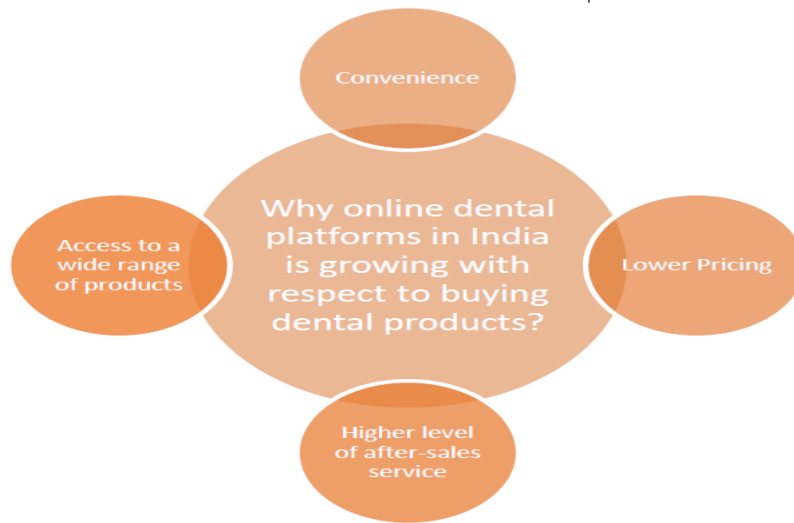 Convenience
Why online dental
platforms in India
is growing with
respect to buying
dental products?
Access to a
wide range
of products
Lower Pricing
Higher level
of after-sales
service